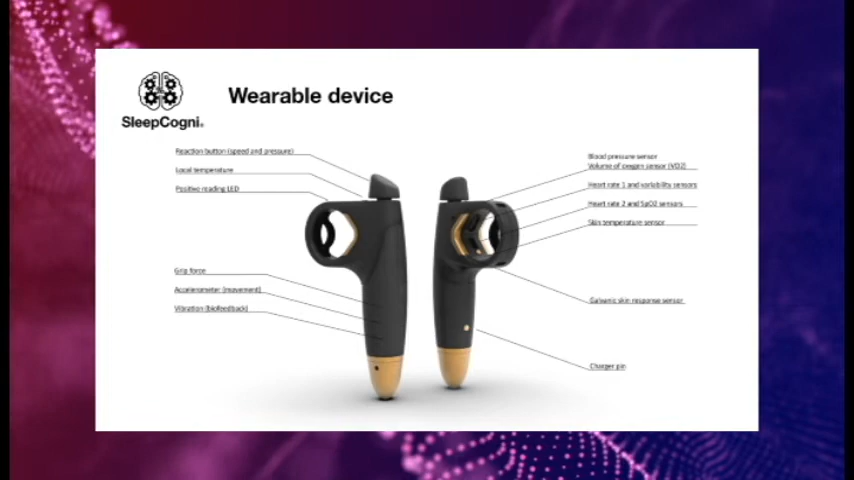 Wearable device
SleepCogni®
Reaction button (speed and pressure)
Local temperature
Positive reading LED
Grip force
Accelerometer (movement)
Vibration (biofeedback)
Blood pressure sensor
Volume of oxygen sensor (VO2)
Heart rate 1 and variability sensors
Heart rate 2 and SpO2 sensors
Skin temperature sensor
Galvanic skin response sensor
Charger pin